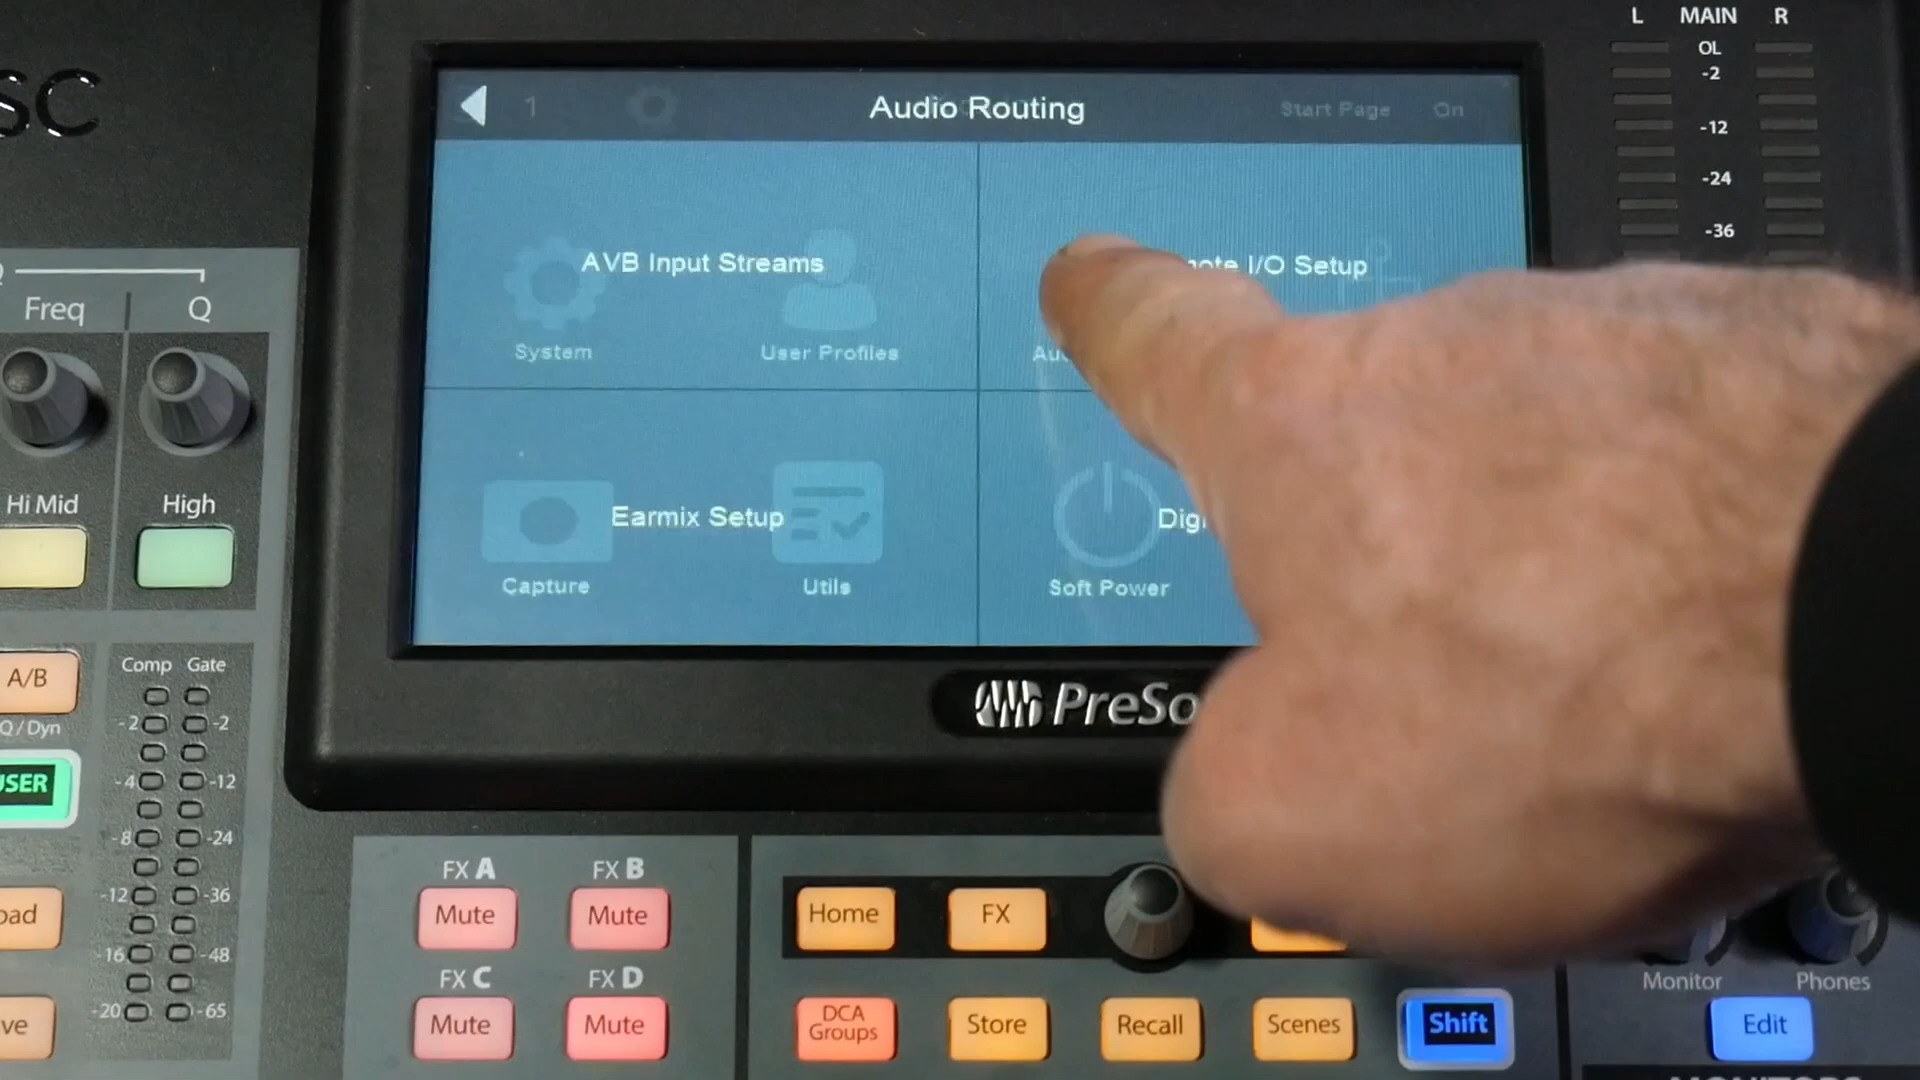 SC
L MAIN R
OL
-2
-12
-24
-36
1
Audio Routing
Start Page On
AVB Input Streams
I/O Setup
System
User Profiles
Earmix Setup
Capture
Utils
Soft Power
Freq
Q
Hi Mid
High
A/B
Comp Gate
-2 -2
-4 -12
-8 -24
-12 -36
-16 -48
-20 -65
FX A
Mute
FX B
Mute
FX C
Mute
FX D
Mute
Home
FX
DCA
Groups
Store
Recall
Scenes
Shift
Monitor
Phones
Edit